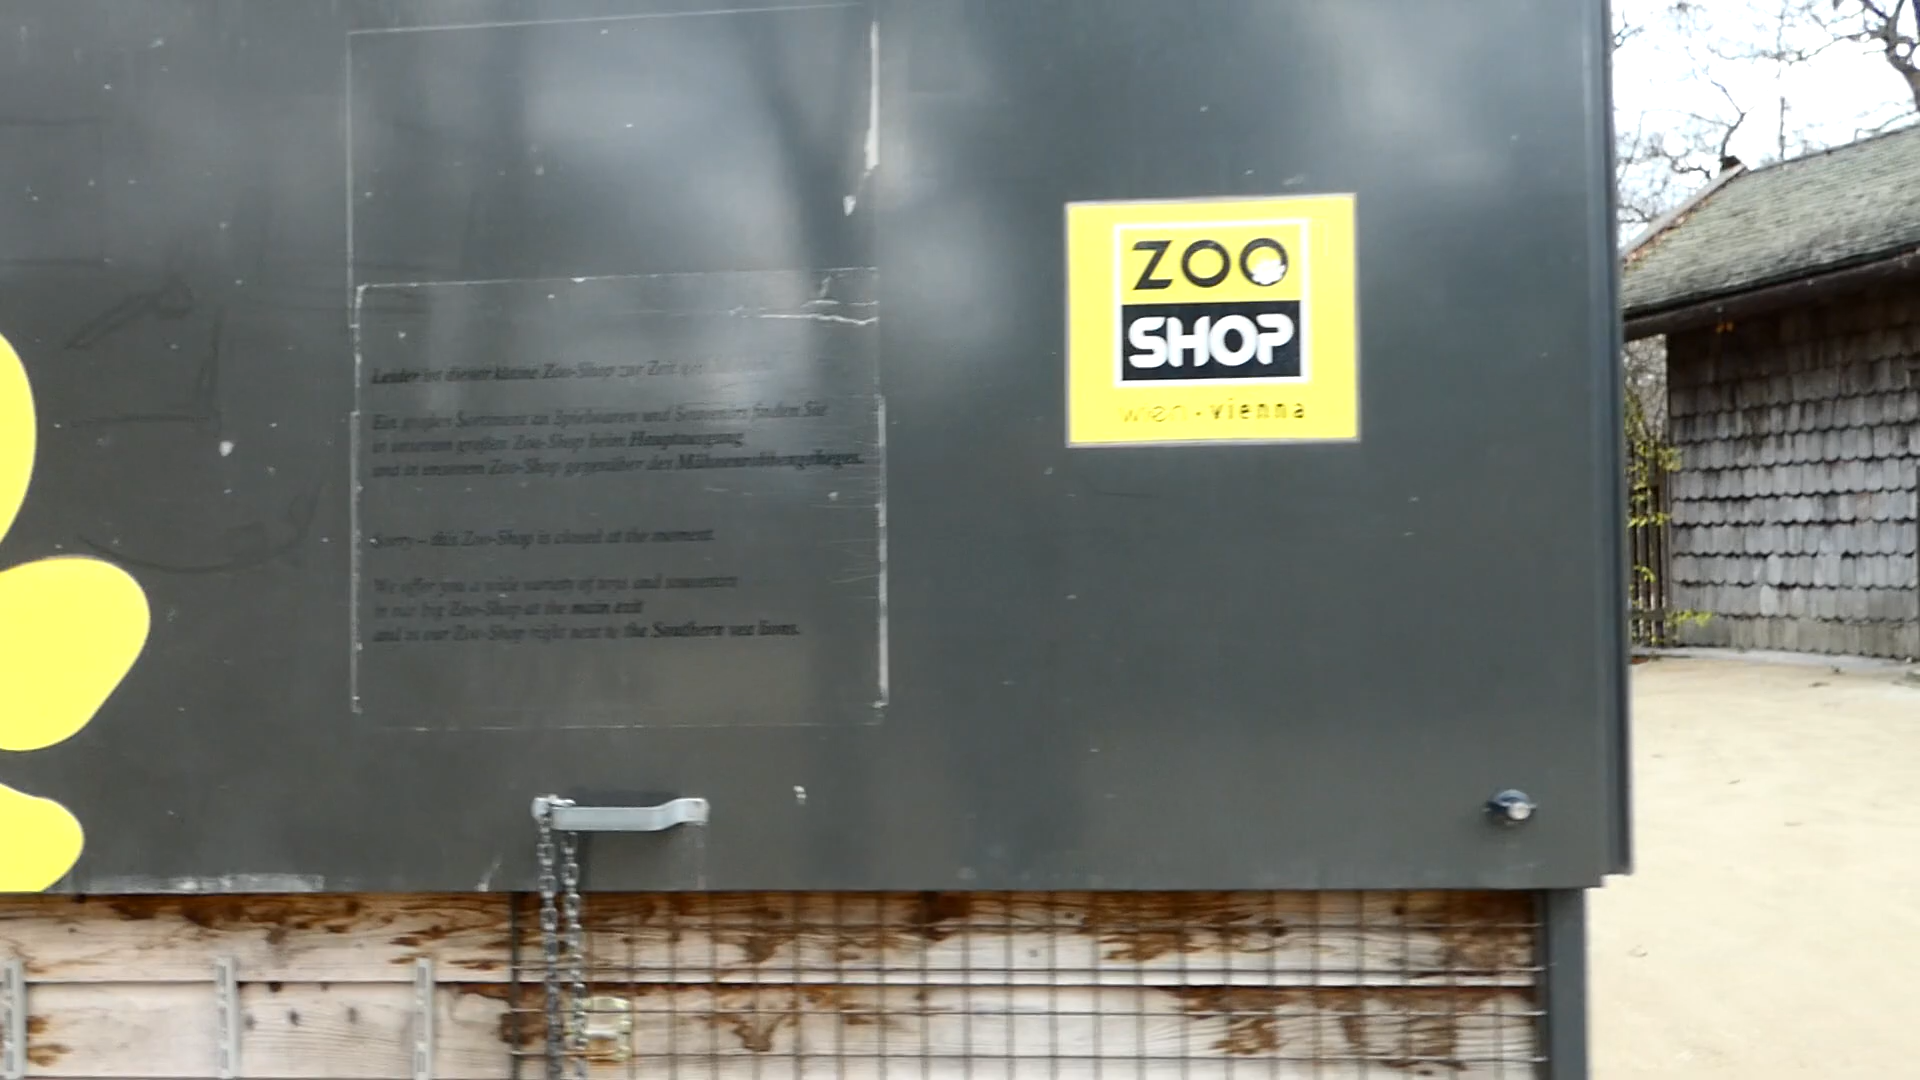 Leider ist dieser kleine Zoo-Shop zur Zeit
Ein großes Sortiment an Spielwaren und Souvenirs finden Sie
in unserem großen Zoo-Shop beim Hauptausgang
und in unserem Zoo-Shop gegenüber des Mähnenrobbengeheges.
Sorry – this Zoo-Shop is closed at the moment.
We offer you a wide variety of toys and souvenirs
in our big Zoo-Shop at the main exit
and in our Zoo-Shop right next to the Southern sea lions.
ZOO
SHOP
wien · vienna